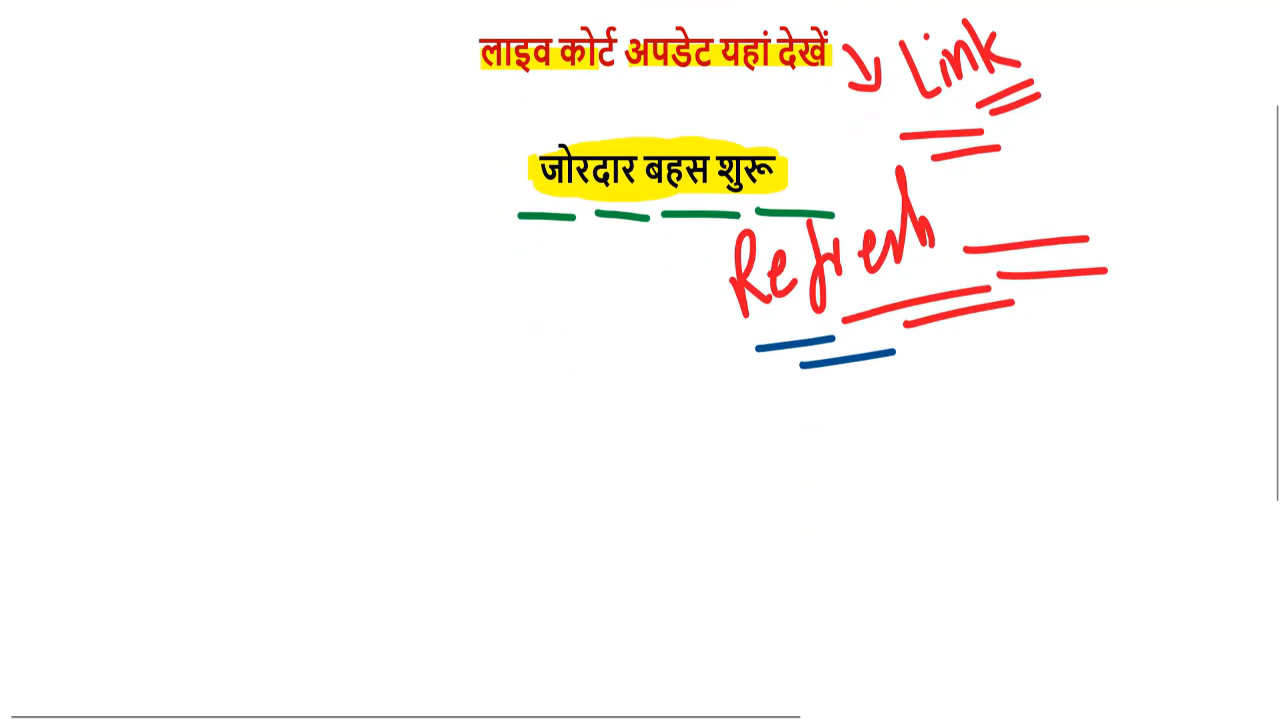 लाइव कोर्ट अपडेट यहां देखें Link
जोरदार बहस शुरू
Refresh